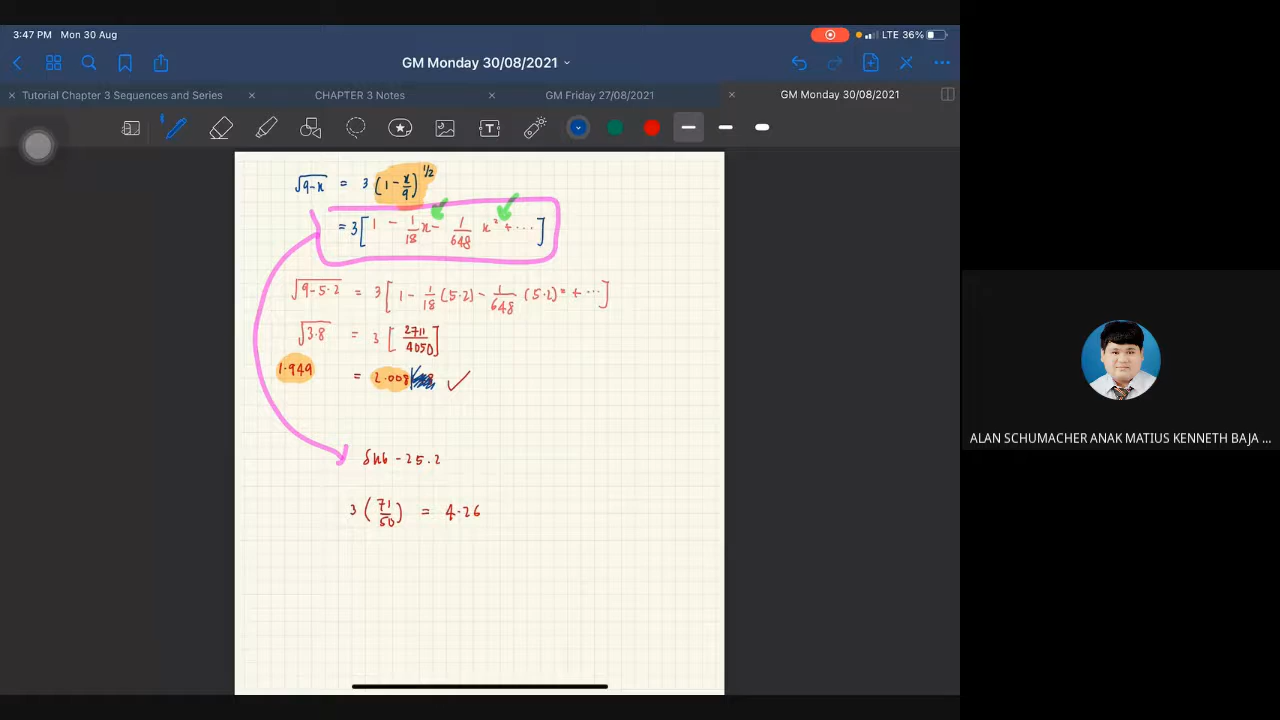 3:47 PM Mon 30 Aug
LTE 36%
GM Monday 30/08/2021
Tutorial Chapter 3 Sequences and Series
CHAPTER 3 Notes
GM Friday 27/08/2021
GM Monday 30/08/2021
√9-x = 3 (1 - x/9)^1/2
= 3 [ 1 - 1/18 x - 1/648 x² + ... ]
√9-5.2 = 3 [ 1 - 1/18 (5.2) - 1/648 (5.2)² + ... ]
√3.8 = 3 [ 2711/4050 ]
1.949 = 2.008 ✓
sub -25.2
3 ( 71/50 ) = 4.26
ALAN SCHUMACHER ANAK MATIUS KENNETH BAJA ...